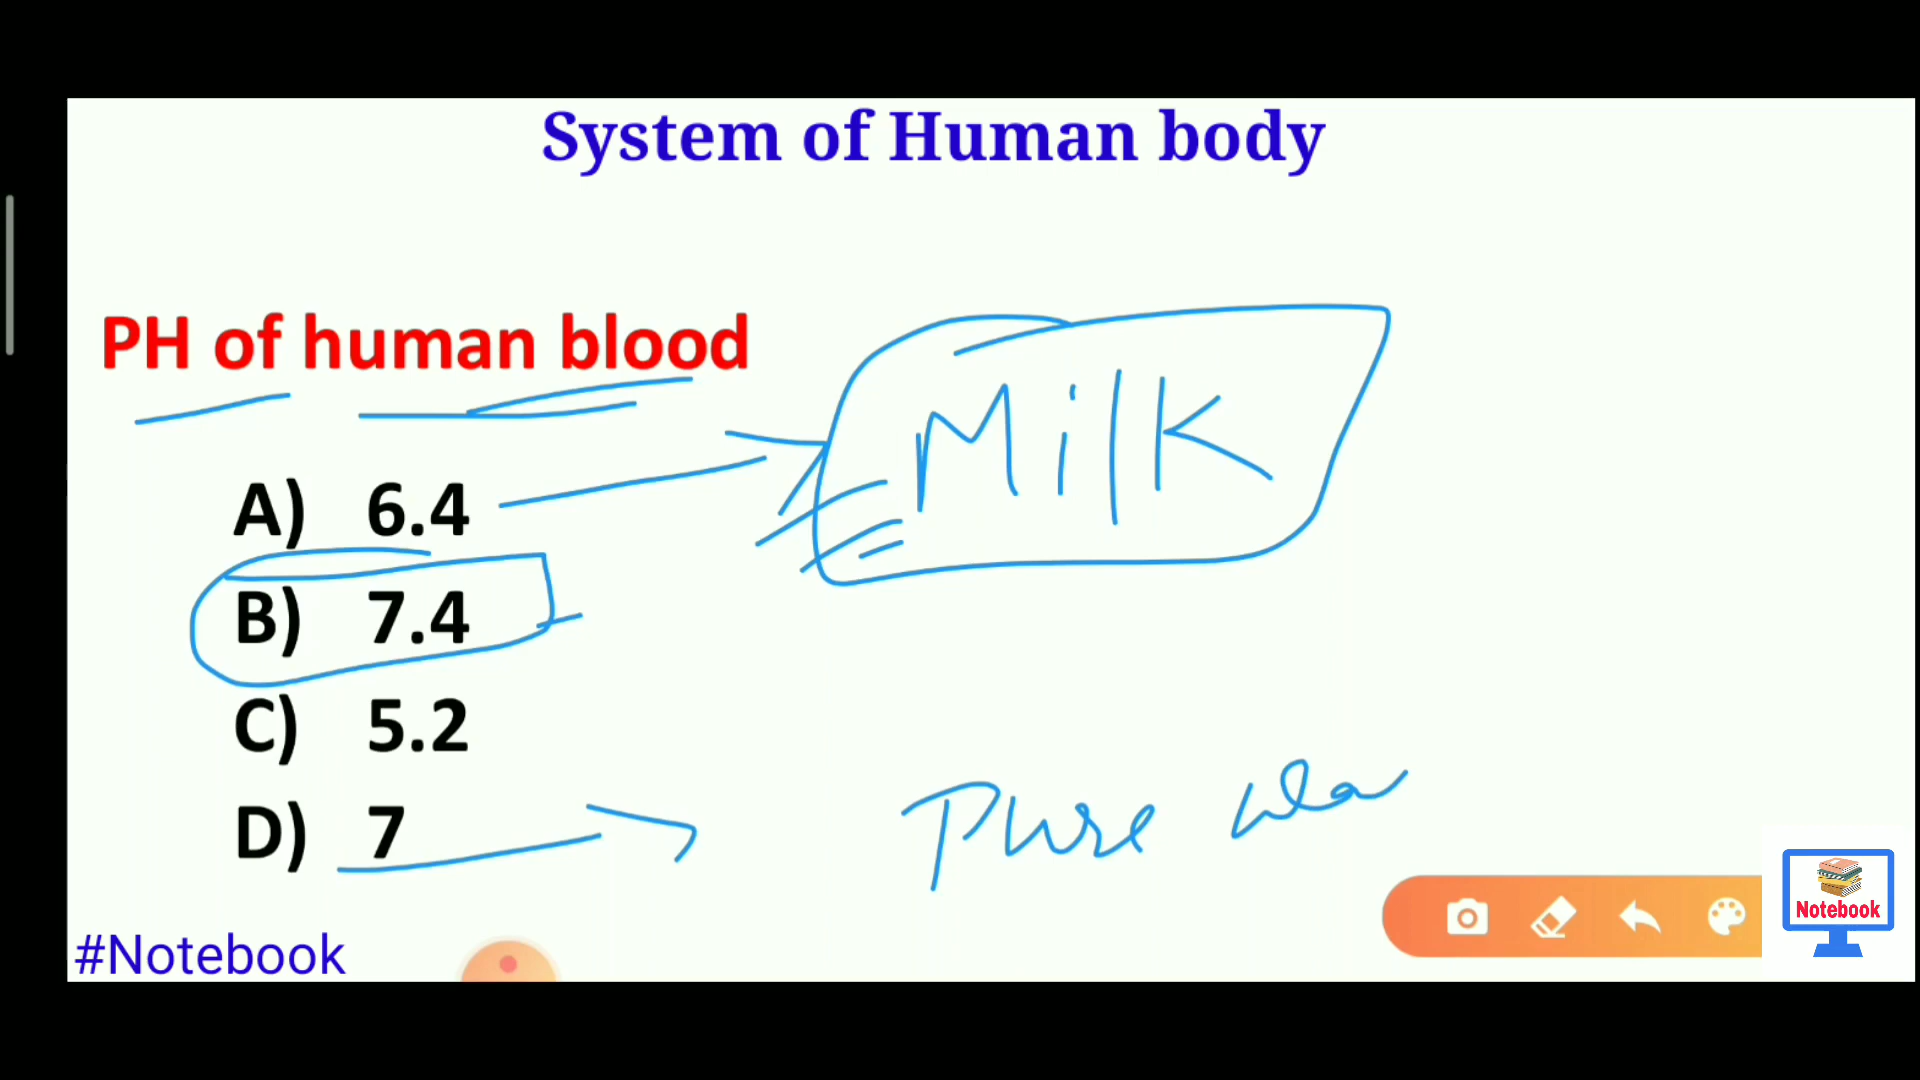 System of Human body
PH of human blood
Milk
A) 6.4
B) 7.4
C) 5.2
D) 7
Pure
#Notebook
Notebook